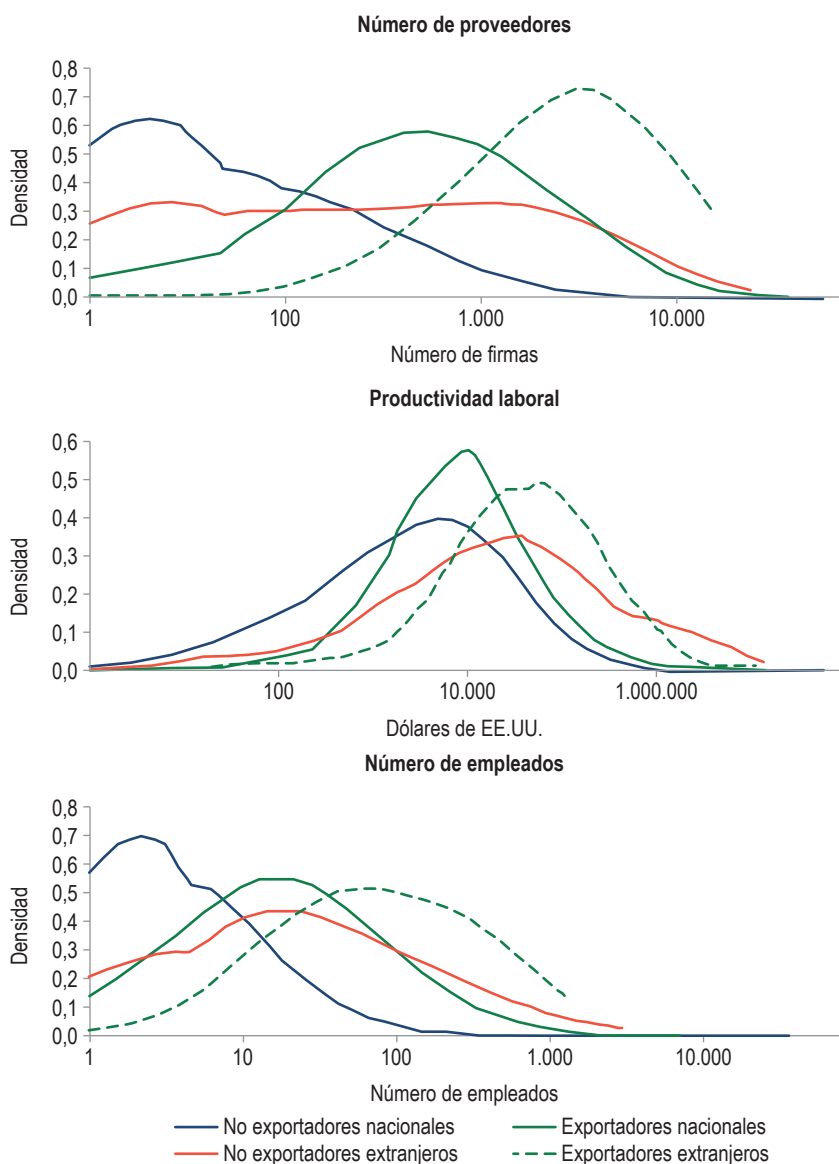 Número de proveedores
0,8
0,7
0,6
0,5
0,4
0,3
0,2
0,1
0,0
Densidad
1 100 1.000 10.000
Número de firmas
Productividad laboral
0,6
0,5
0,4
0,3
0,2
0,1
0,0
Densidad
100 10.000 1.000.000
Dólares de EE.UU.
Número de empleados
0,8
0,7
0,6
0,5
0,4
0,3
0,2
0,1
0,0
Densidad
1 10 100 1.000 10.000
Número de empleados
No exportadores nacionales Exportadores nacionales
No exportadores extranjeros Exportadores extranjeros